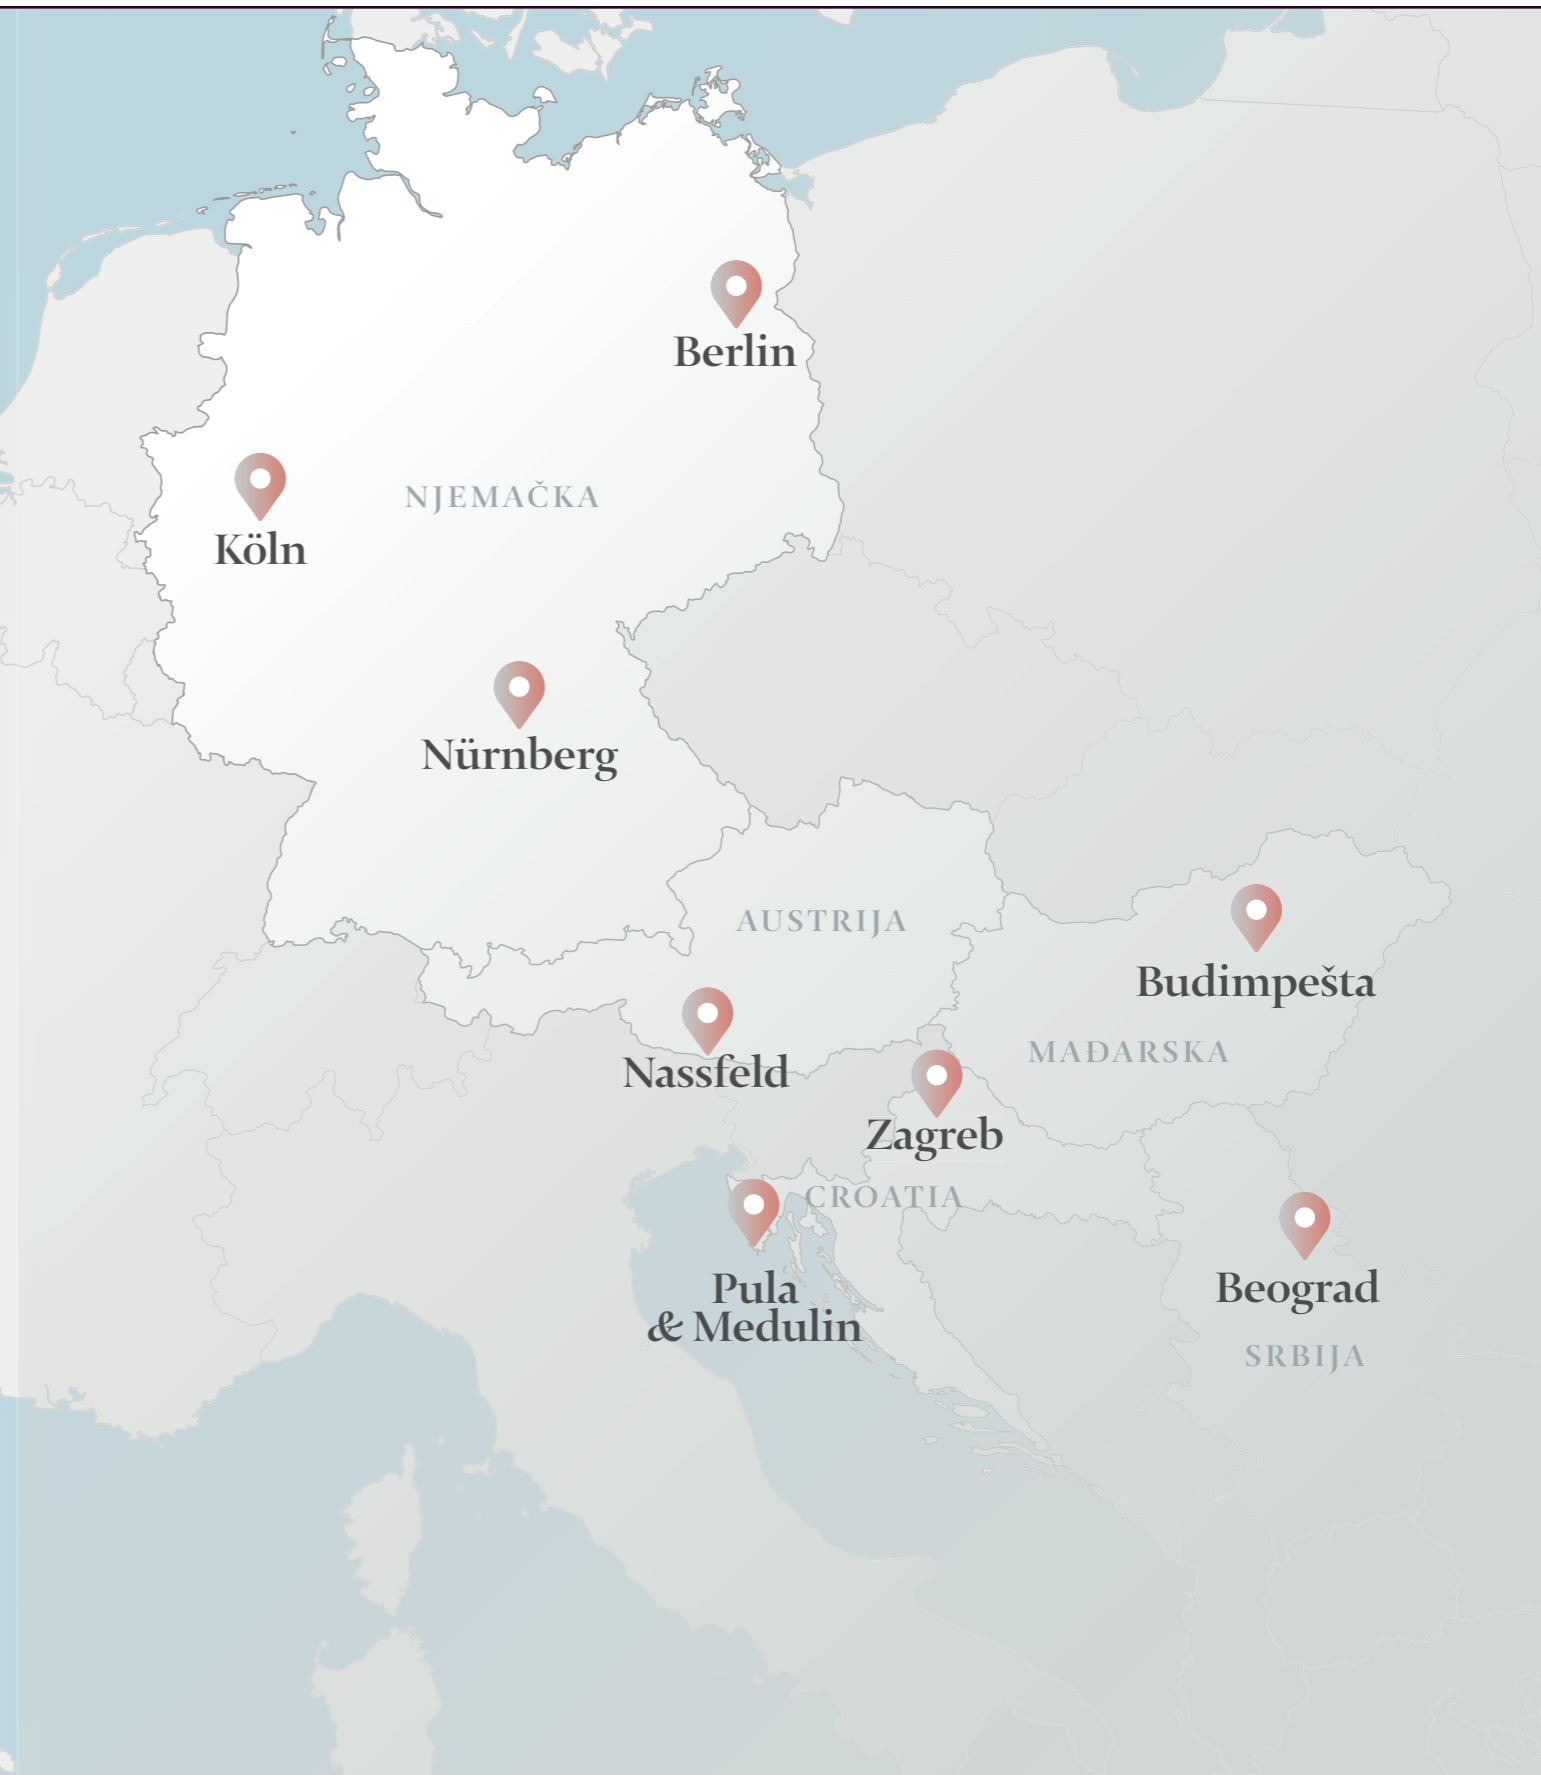 Berlin
NJEMAČKA
Köln
Nürnberg
AUSTRIJA
Budimpešta
MAĐARSKA
Nassfeld
Zagreb
CROATIA
Pula
& Medulin
Beograd
SRBIJA